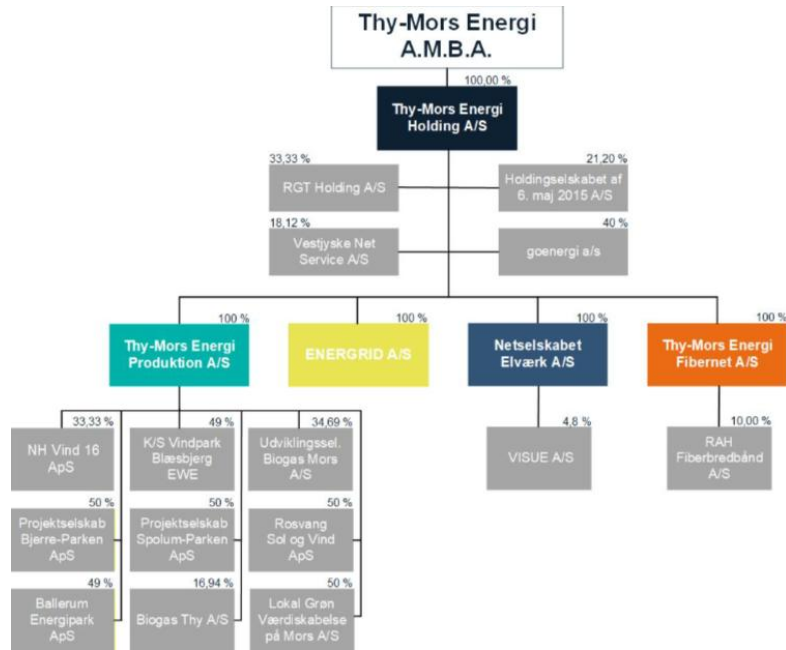 Thy-Mors Energi
A.M.B.A.
100,00 %
Thy-Mors Energi
Holding A/S
33,33 %
RGT Holding A/S
21,20 %
Holdingselskabet af
6. maj 2015 A/S
18,12 %
Vestjyske Net
Service A/S
40 %
goenergi a/s
100 %
Thy-Mors Energi
Produktion A/S
100 %
ENERGRID A/S
100 %
Netselskabet
Elværk A/S
100 %
Thy-Mors Energi
Fibernet A/S
33,33 %
NH Vind 16
ApS
49 %
K/S Vindpark
Blæsbjerg
EWE
34,69 %
Udviklingssel.
Biogas Mors
A/S
4,8 %
VISUE A/S
10,00 %
RAH
Fiberbredbånd
A/S
50 %
Projektselskab
Bjerre-Parken
ApS
50 %
Projektselskab
Spolum-Parken
ApS
50 %
Rosvang
Sol og Vind
ApS
49 %
Ballerum
Energipark
ApS
16,94 %
Biogas Thy A/S
50 %
Lokal Grøn
Værdiskabelse
på Mors A/S